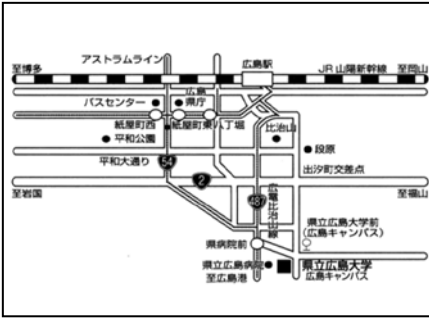 アストラムライン
広島駅
至博多
JR 山陽新幹線
至岡山
バスセンター
広島
県庁
紙屋町西
紙屋町東
八丁堀
比治山
平和公園
段原
平和大通り
54
出汐町交差点
2
至岩国
487
広電比治山線
至福山
県立広島大学前
(広島キャンパス)
県病院前
県立広島病院
県立広島大学
至広島港
広島キャンパス